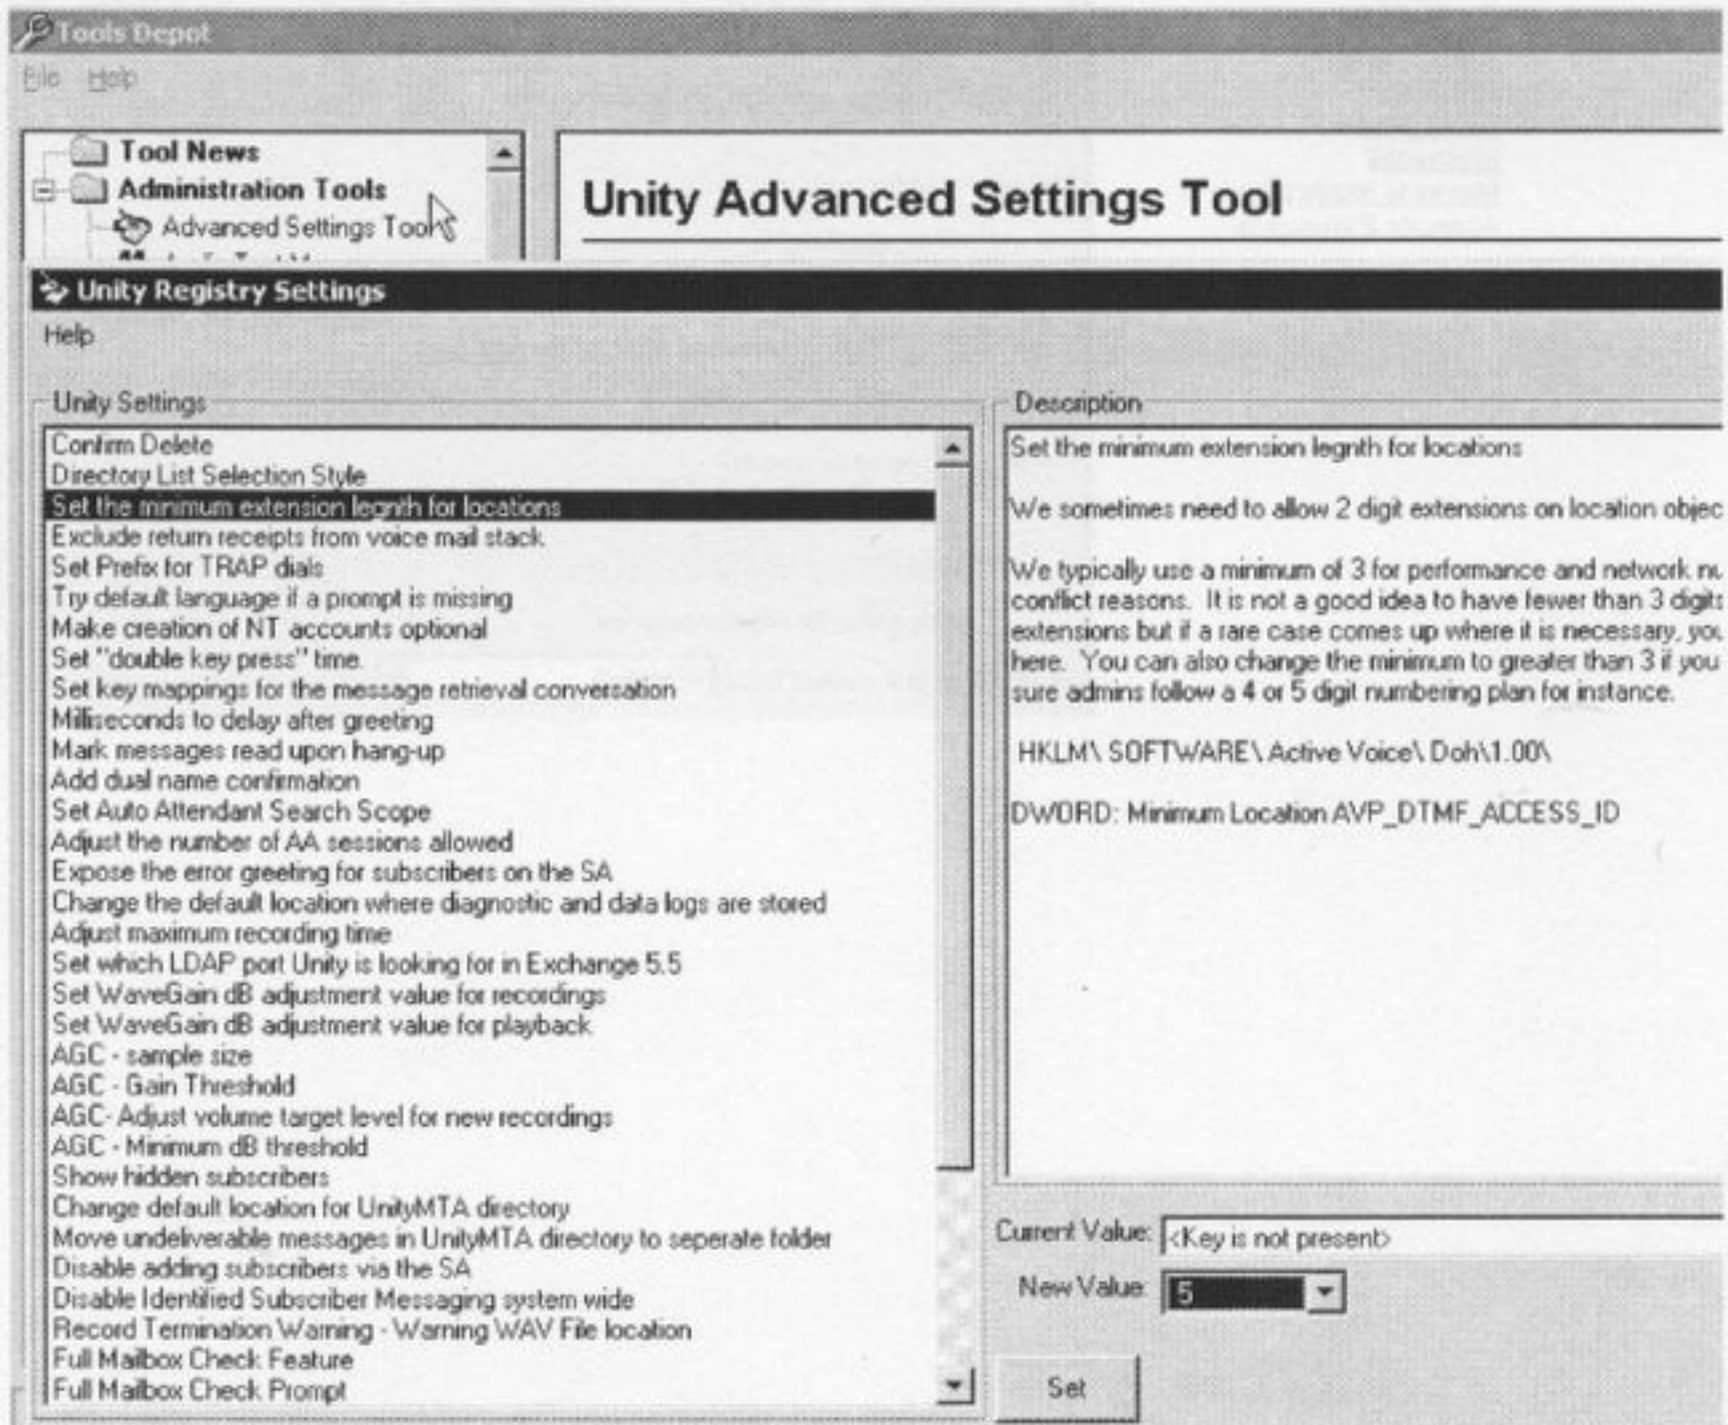 Tools Depot
File Help
Tool News
Administration Tools
Advanced Settings Tool
Unity Advanced Settings Tool
Unity Registry Settings
Help
Unity Settings
Confirm Delete
Directory List Selection Style
Set the minimum extension legnth for locations
Exclude return receipts from voice mail stack
Set Prefix for TRAP dials
Try default language if a prompt is missing
Make creation of NT accounts optional
Set "double key press" time.
Set key mappings for the message retrieval conversation
Milliseconds to delay after greeting
Mark messages read upon hang-up
Add dual name confirmation
Set Auto Attendant Search Scope
Adjust the number of AA sessions allowed
Expose the error greeting for subscribers on the SA
Change the default location where diagnostic and data logs are stored
Adjust maximum recording time
Set which LDAP port Unity is looking for in Exchange 5.5
Set WaveGain dB adjustment value for recordings
Set WaveGain dB adjustment value for playback
AGC - sample size
AGC - Gain Threshold
AGC- Adjust volume target level for new recordings
AGC - Minimum dB threshold
Show hidden subscribers
Change default location for UnityMTA directory
Move undeliverable messages in UnityMTA directory to seperate folder
Disable adding subscribers via the SA
Disable Identified Subscriber Messaging system wide
Record Termination Warning - Warning WAV File location
Full Mailbox Check Feature
Full Mailbox Check Prompt
Description
Set the minimum extension legnth for locations
We sometimes need to allow 2 digit extensions on location objec
We typically use a minimum of 3 for performance and network nu
conflict reasons. It is not a good idea to have fewer than 3 digits
extensions but if a rare case comes up where it is necessary, you
here. You can also change the minimum to greater than 3 if you
sure admins follow a 4 or 5 digit numbering plan for instance.
HKLM\ SOFTWARE\ Active Voice\ Doh\1.00\
DWORD: Minimum Location AVP_DTMF_ACCESS_ID
Current Value: <Key is not present>
New Value: 5
Set